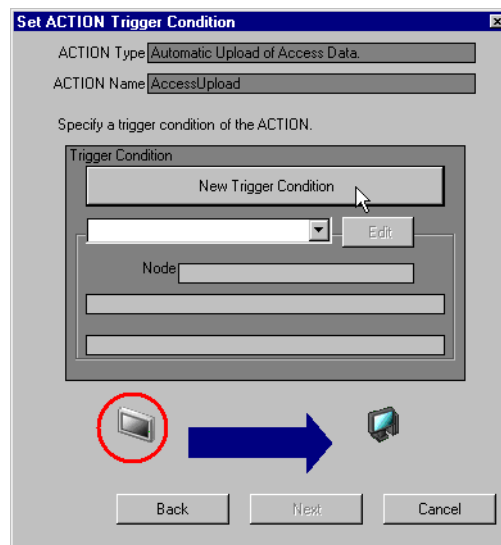 Set ACTION Trigger Condition
ACTION Type Automatic Upload of Access Data.
ACTION Name AccessUpload
Specify a trigger condition of the ACTION.
Trigger Condition
New Trigger Condition
Edit
Node
Back Next Cancel